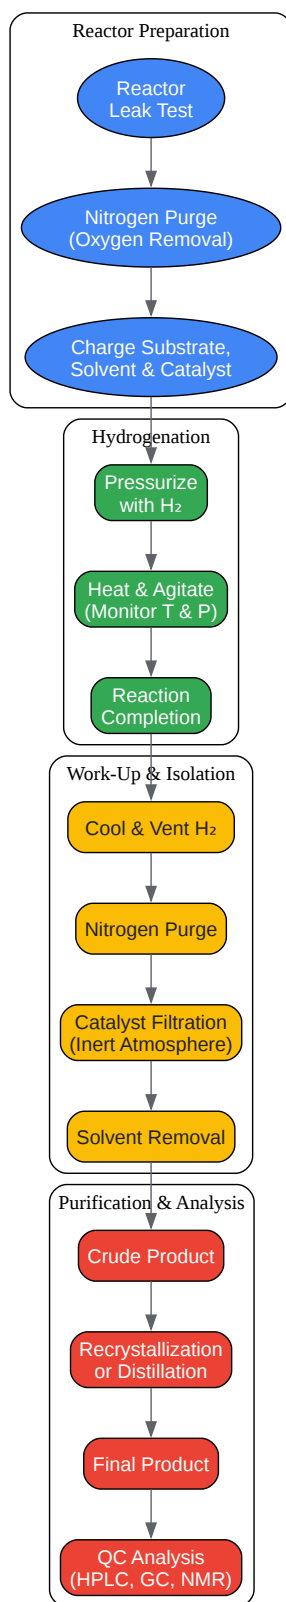 Reactor Preparation
Reactor
Leak Test
Nitrogen Purge
(Oxygen Removal)
Charge Substrate,
Solvent & Catalyst
Hydrogenation
Pressurize
with H₂
Heat & Agitate
(Monitor T & P)
Reaction
Completion
Work-Up & Isolation
Cool & Vent H₂
Nitrogen Purge
Catalyst Filtration
(Inert Atmosphere)
Solvent Removal
Purification & Analysis
Crude Product
Recrystallization
or Distillation
Final Product
QC Analysis
(HPLC, GC, NMR)